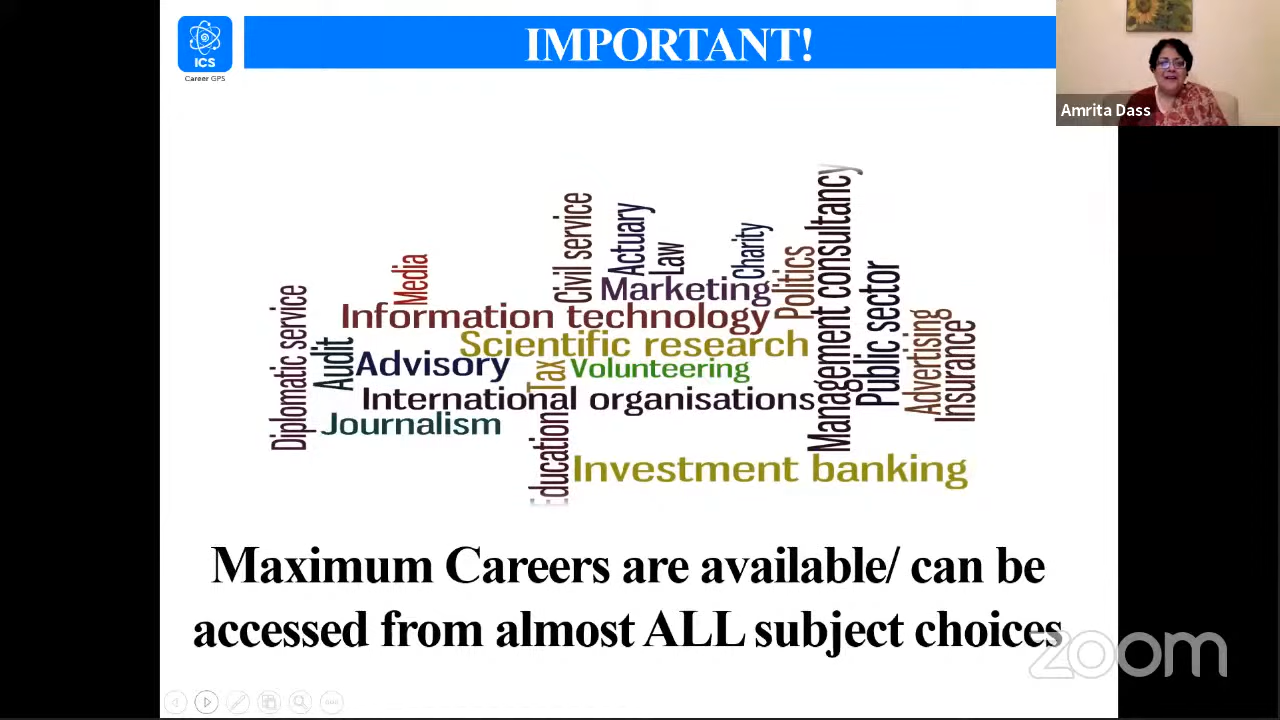 IMPORTANT!
ICS
Career GPS
Amrita Dass
Management consultancy
Civil service
Actuary
Law
Charity
Politics
Media
Marketing
Public sector
Diplomatic service
Information technology
Advertising
Insurance
Audit
Scientific research
Advisory
Tax
Volunteering
International organisations
Journalism
Education
Investment banking
Maximum Careers are available/ can be
accessed from almost ALL subject choices
zoom